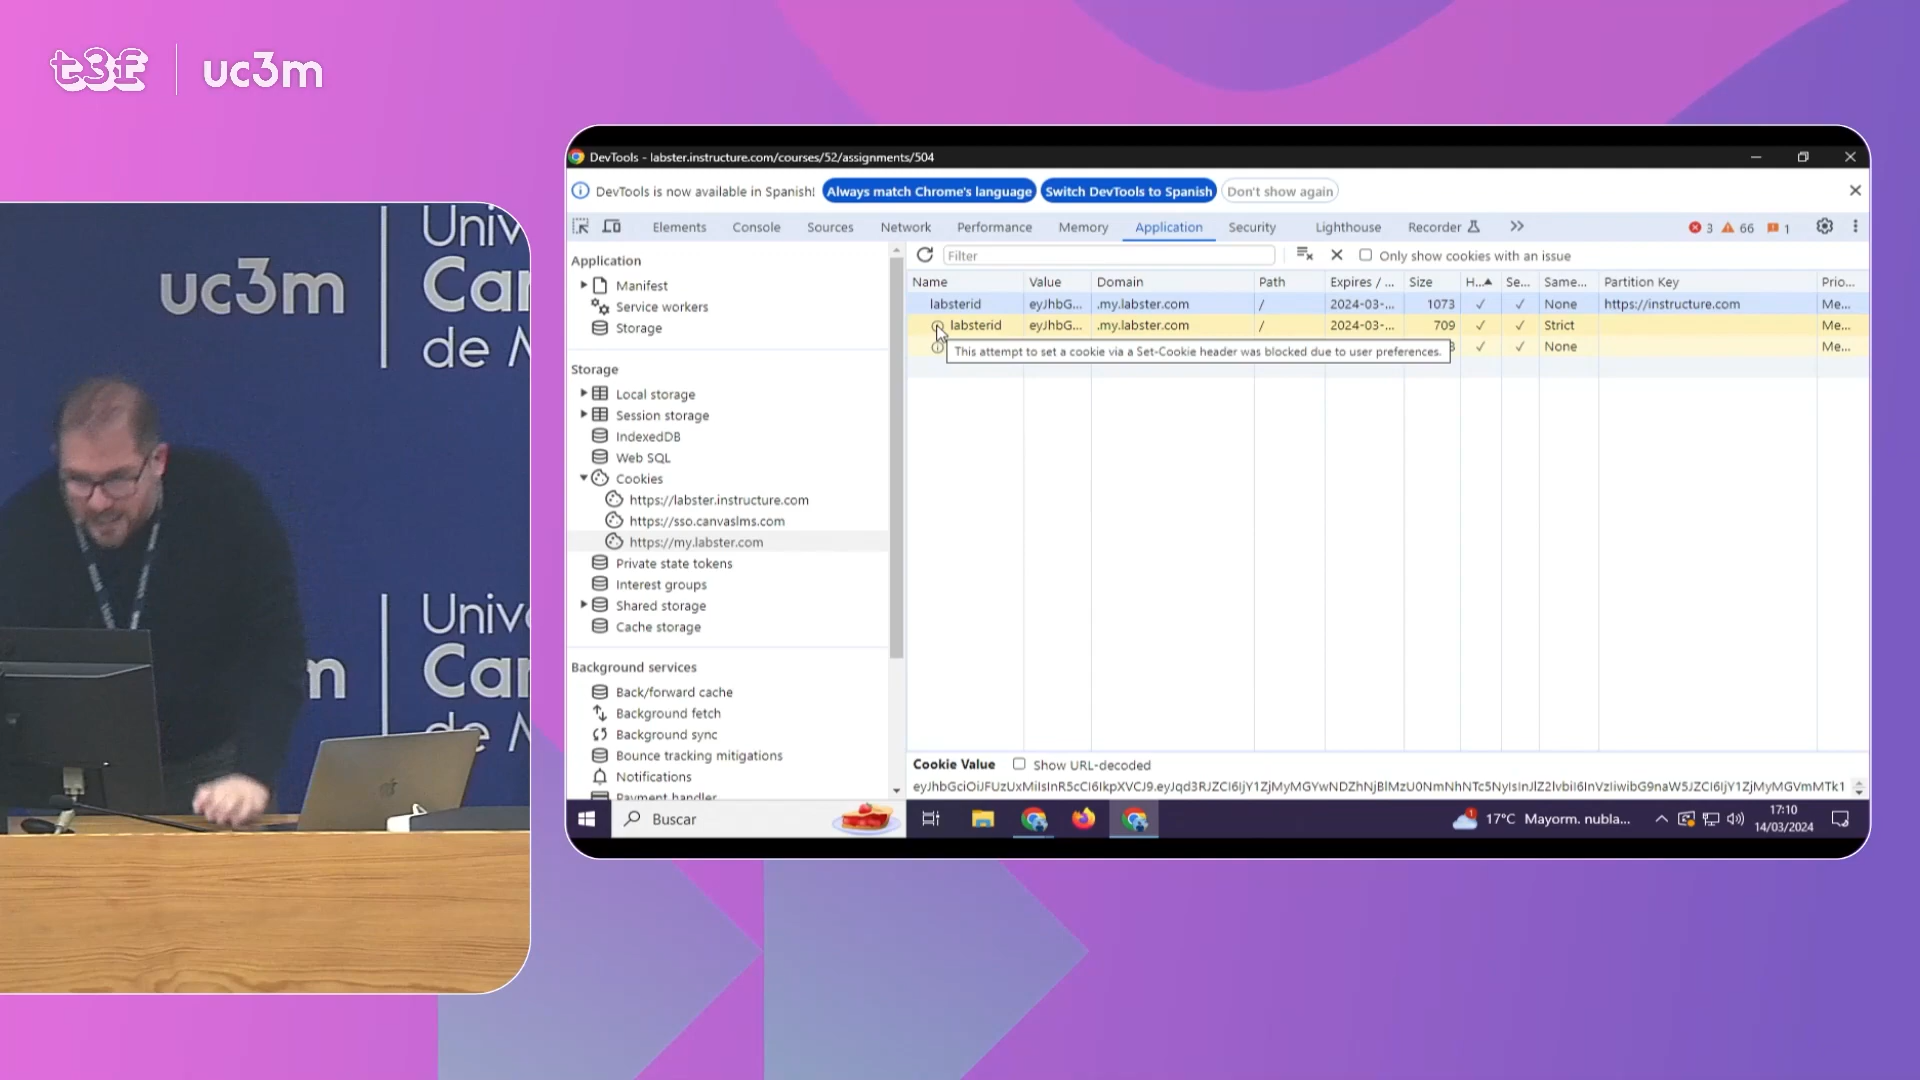 t3f uc3m
uc3m
Univ
Car
de M
Unive
m
Car
de M
DevTools - labster.instructure.com/courses/52/assignments/504
DevTools is now available in Spanish! Always match Chrome's language Switch DevTools to Spanish Don't show again
Elements Console Sources Network Performance Memory Application Security Lighthouse Recorder 3 66 1
Application
Manifest
Service workers
Storage
Storage
Local storage
Session storage
IndexedDB
Web SQL
Cookies
https://labster.instructure.com
https://sso.canvaslms.com
https://my.labster.com
Private state tokens
Interest groups
Shared storage
Cache storage
Background services
Back/forward cache
Background fetch
Background sync
Bounce tracking mitigations
Notifications
Payment handler
Filter Only show cookies with an issue
Name Value Domain Path Expires / ... Size H... Se... Same... Partition Key Prio...
labsterid eyJhbG... .my.labster.com / 2024-03-... 1073 ✓ ✓ None https://instructure.com Me...
labsterid eyJhbG... .my.labster.com / 2024-03-... 709 ✓ ✓ Strict Me...
✓ ✓ None Me...
This attempt to set a cookie via a Set-Cookie header was blocked due to user preferences.
Cookie Value Show URL-decoded
Buscar 17°C Mayorm. nubla... 17:10
14/03/2024